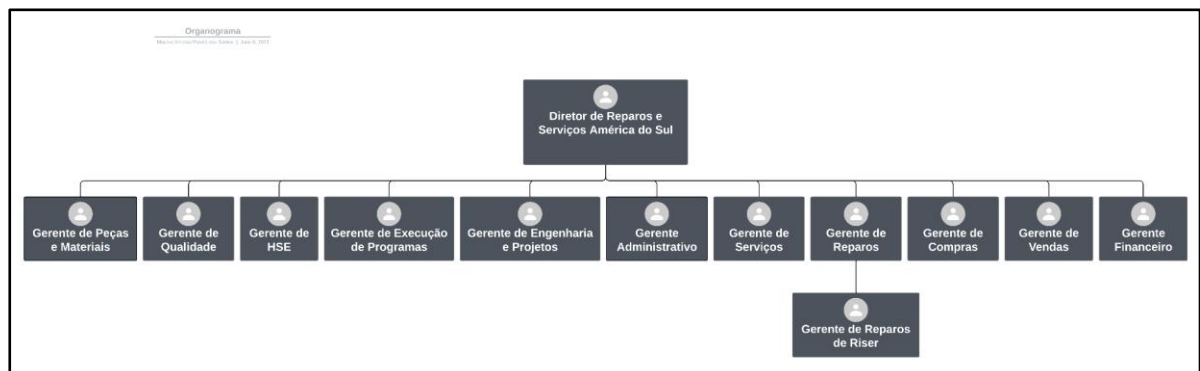 Organograma
Diretor de Reparos e
Serviços América do Sul
Gerente de Peças
e Materiais
Gerente de
Qualidade
Gerente de
HSE
Gerente de Execução
de Programas
Gerente de Engenharia
e Projetos
Gerente
Administrativo
Gerente de
Serviços
Gerente de
Reparos
Gerente de
Compras
Gerente de
Vendas
Gerente
Financeiro
Gerente de Reparos
de Riser